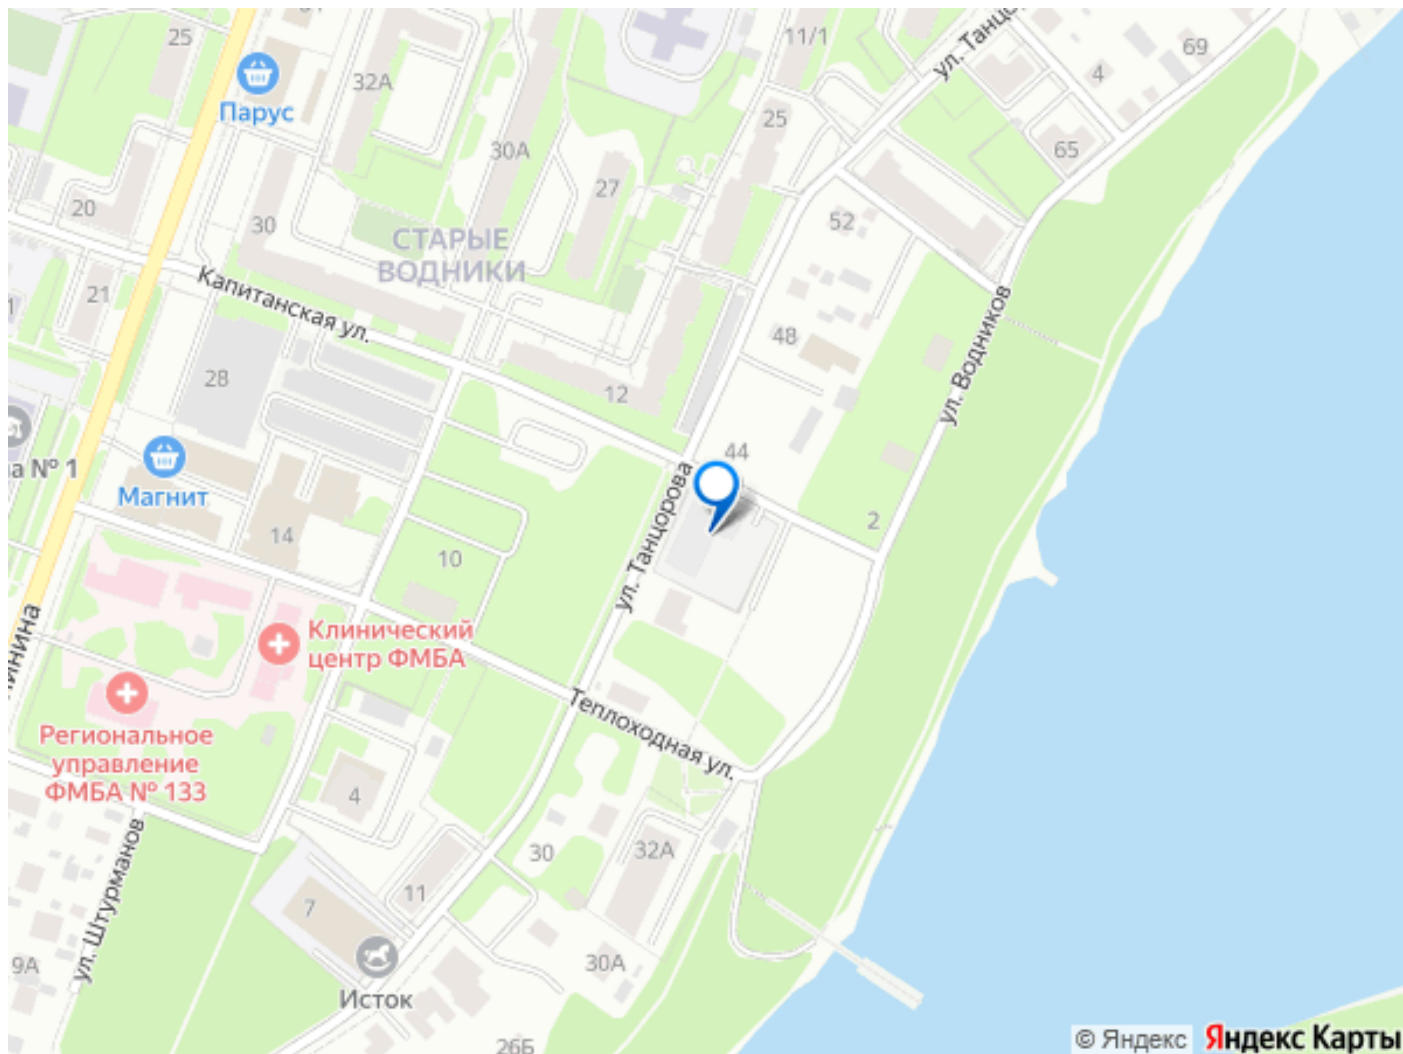 25
Парус
32А
30А
27
25
11/1
ул. Танцо
4
69
65
20
30
СТАРЫЕ
ВОДНИКИ
52
Капитанская ул.
21
28
48
12
44
ул. Водников
№ 1
Магнит
14
10
2
ул. Танцорова
Клинический
центр ФМБА
Региональное
управление
ФМБА № 133
Теплоходная ул.
4
ул. Штурманов
11
7
30
32А
30А
9А
Исток
26Б
© Яндекс Яндекс Карты